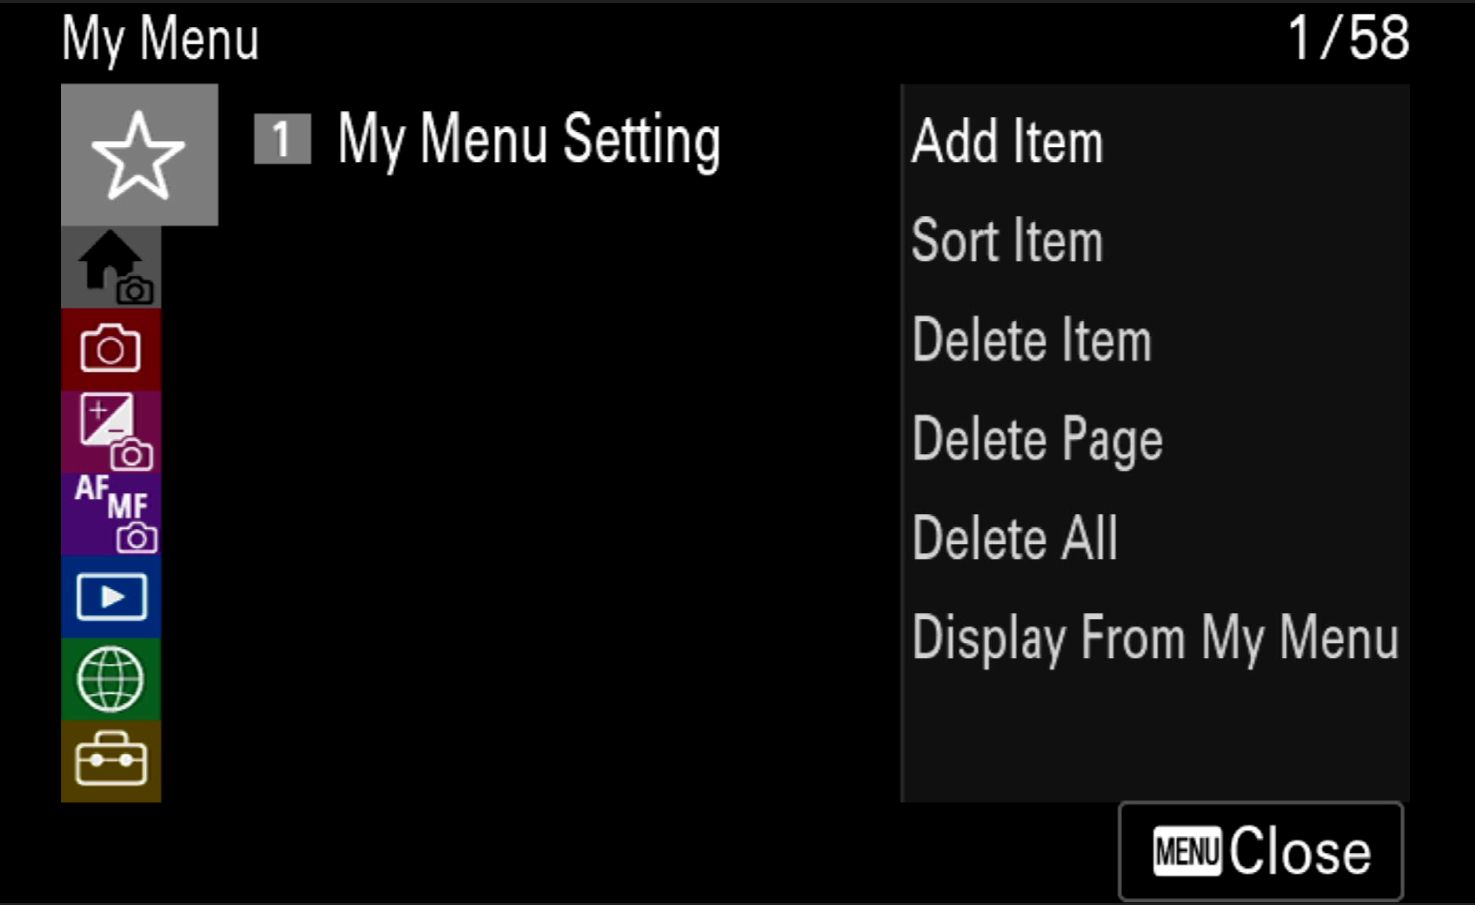 My Menu 1/58
1 My Menu Setting
Add Item
Sort Item
Delete Item
Delete Page
Delete All
Display From My Menu
AF MF
MENU Close